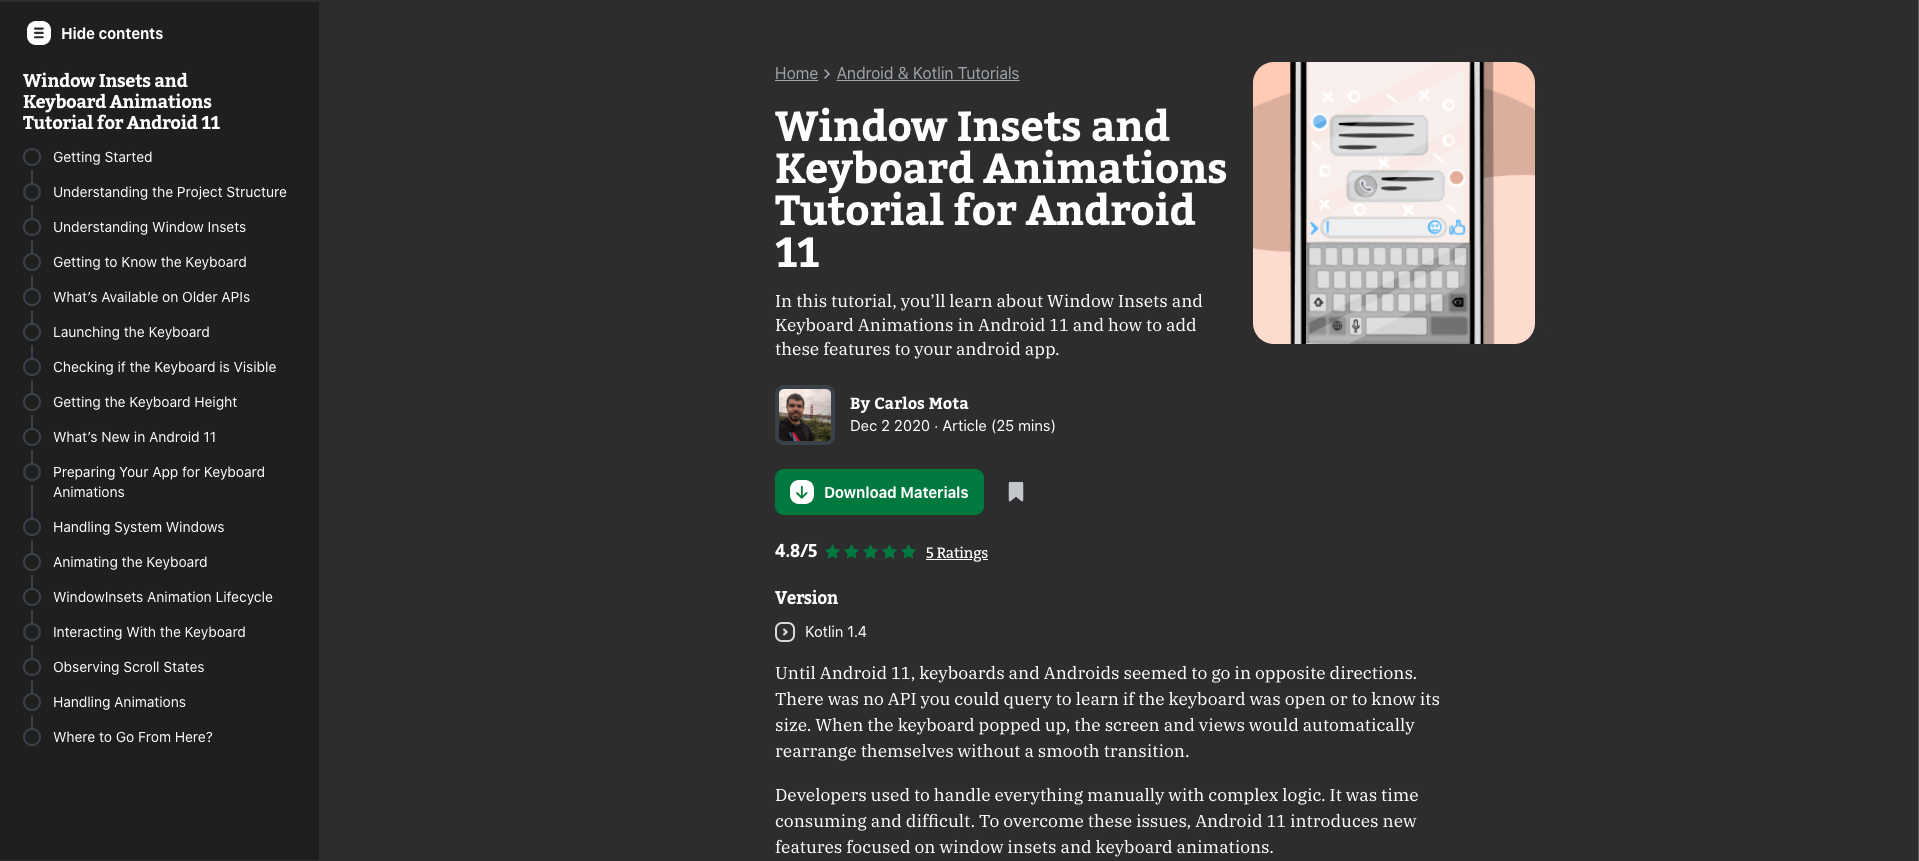 Hide contents
Window Insets and
Keyboard Animations
Tutorial for Android 11
Getting Started
Understanding the Project Structure
Understanding Window Insets
Getting to Know the Keyboard
What's Available on Older APIs
Launching the Keyboard
Checking if the Keyboard is Visible
Getting the Keyboard Height
What's New in Android 11
Preparing Your App for Keyboard
Animations
Handling System Windows
Animating the Keyboard
WindowInsets Animation Lifecycle
Interacting With the Keyboard
Observing Scroll States
Handling Animations
Where to Go From Here?
Home › Android & Kotlin Tutorials
Window Insets and
Keyboard Animations
Tutorial for Android
11
In this tutorial, you’ll learn about Window Insets and
Keyboard Animations in Android 11 and how to add
these features to your android app.
By Carlos Mota
Dec 2 2020 · Article (25 mins)
Download Materials
4.8/5 5 Ratings
Version
Kotlin 1.4
Until Android 11, keyboards and Androids seemed to go in opposite directions.
There was no API you could query to learn if the keyboard was open or to know its
size. When the keyboard popped up, the screen and views would automatically
rearrange themselves without a smooth transition.
Developers used to handle everything manually with complex logic. It was time
consuming and difficult. To overcome these issues, Android 11 introduces new
features focused on window insets and keyboard animations.